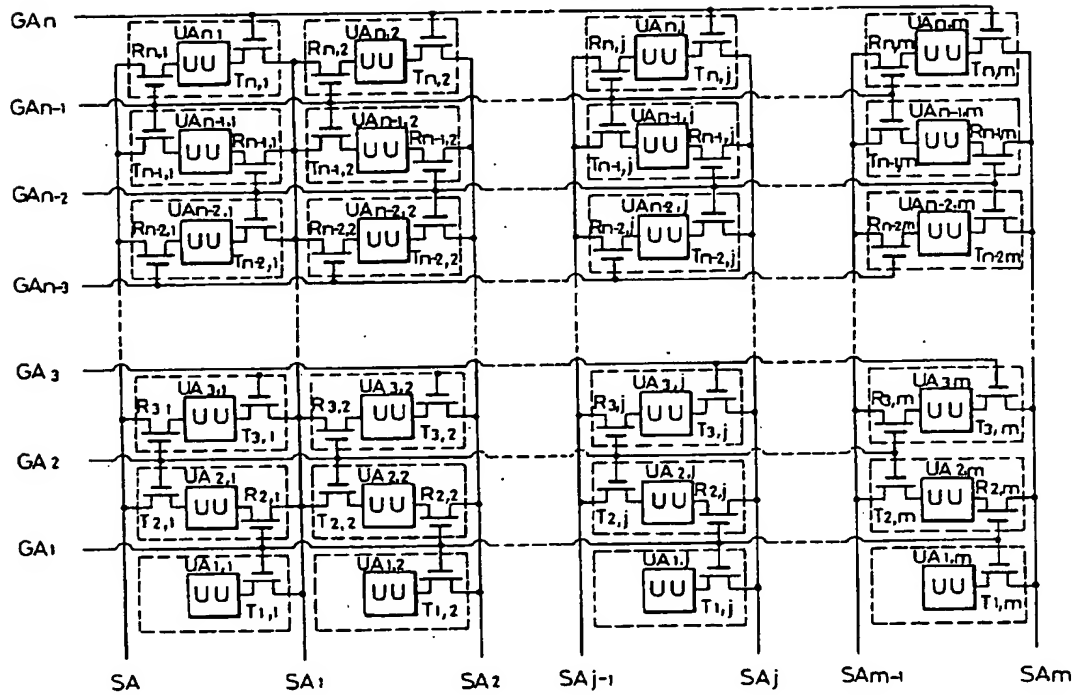 GAn
UAn,1 UAn,2 UAn,j UAn,m
Rn,1 Rn,2 Rn,j Rn,m
UU UU UU UU
Tn,1 Tn,2 Tn,j Tn,m
GAn-1
UAn-1,1 UAn-1,2 UAn-1,j UAn-1,m
UU UU UU UU
Rn-1,1 Rn-1,2 Rn-1,j Rn-1,m
Tn-1,1 Tn-1,2 Tn-1,j Tn-1,m
GAn-2
UAn-2,1 UAn-2,2 UAn-2,j UAn-2,m
Rn-2,1 Rn-2,2 Rn-2,j Rn-2m
UU UU UU UU
Tn-2,1 Tn-2,2 Tn-2,j Tn-2m
GAn-3
GA3
UA3,1 UA3,2 UA3,j UA3,m
R3,1 R3,2 R3,j R3,m
UU UU UU UU
T3,1 T3,2 T3,j T3,m
GA2
UA2,1 UA2,2 UA2,j UA2,m
UU UU UU UU
R2,1 R2,2 R2,j R2,m
T2,1 T2,2 T2,j T2,m
GA1
UA1,1 UA1,2 UA1,j UA1,m
UU UU UU UU
T1,1 T1,2 T1,j T1,m
SA SA1 SA2 SAj-1 SAj SAm-1 SAm